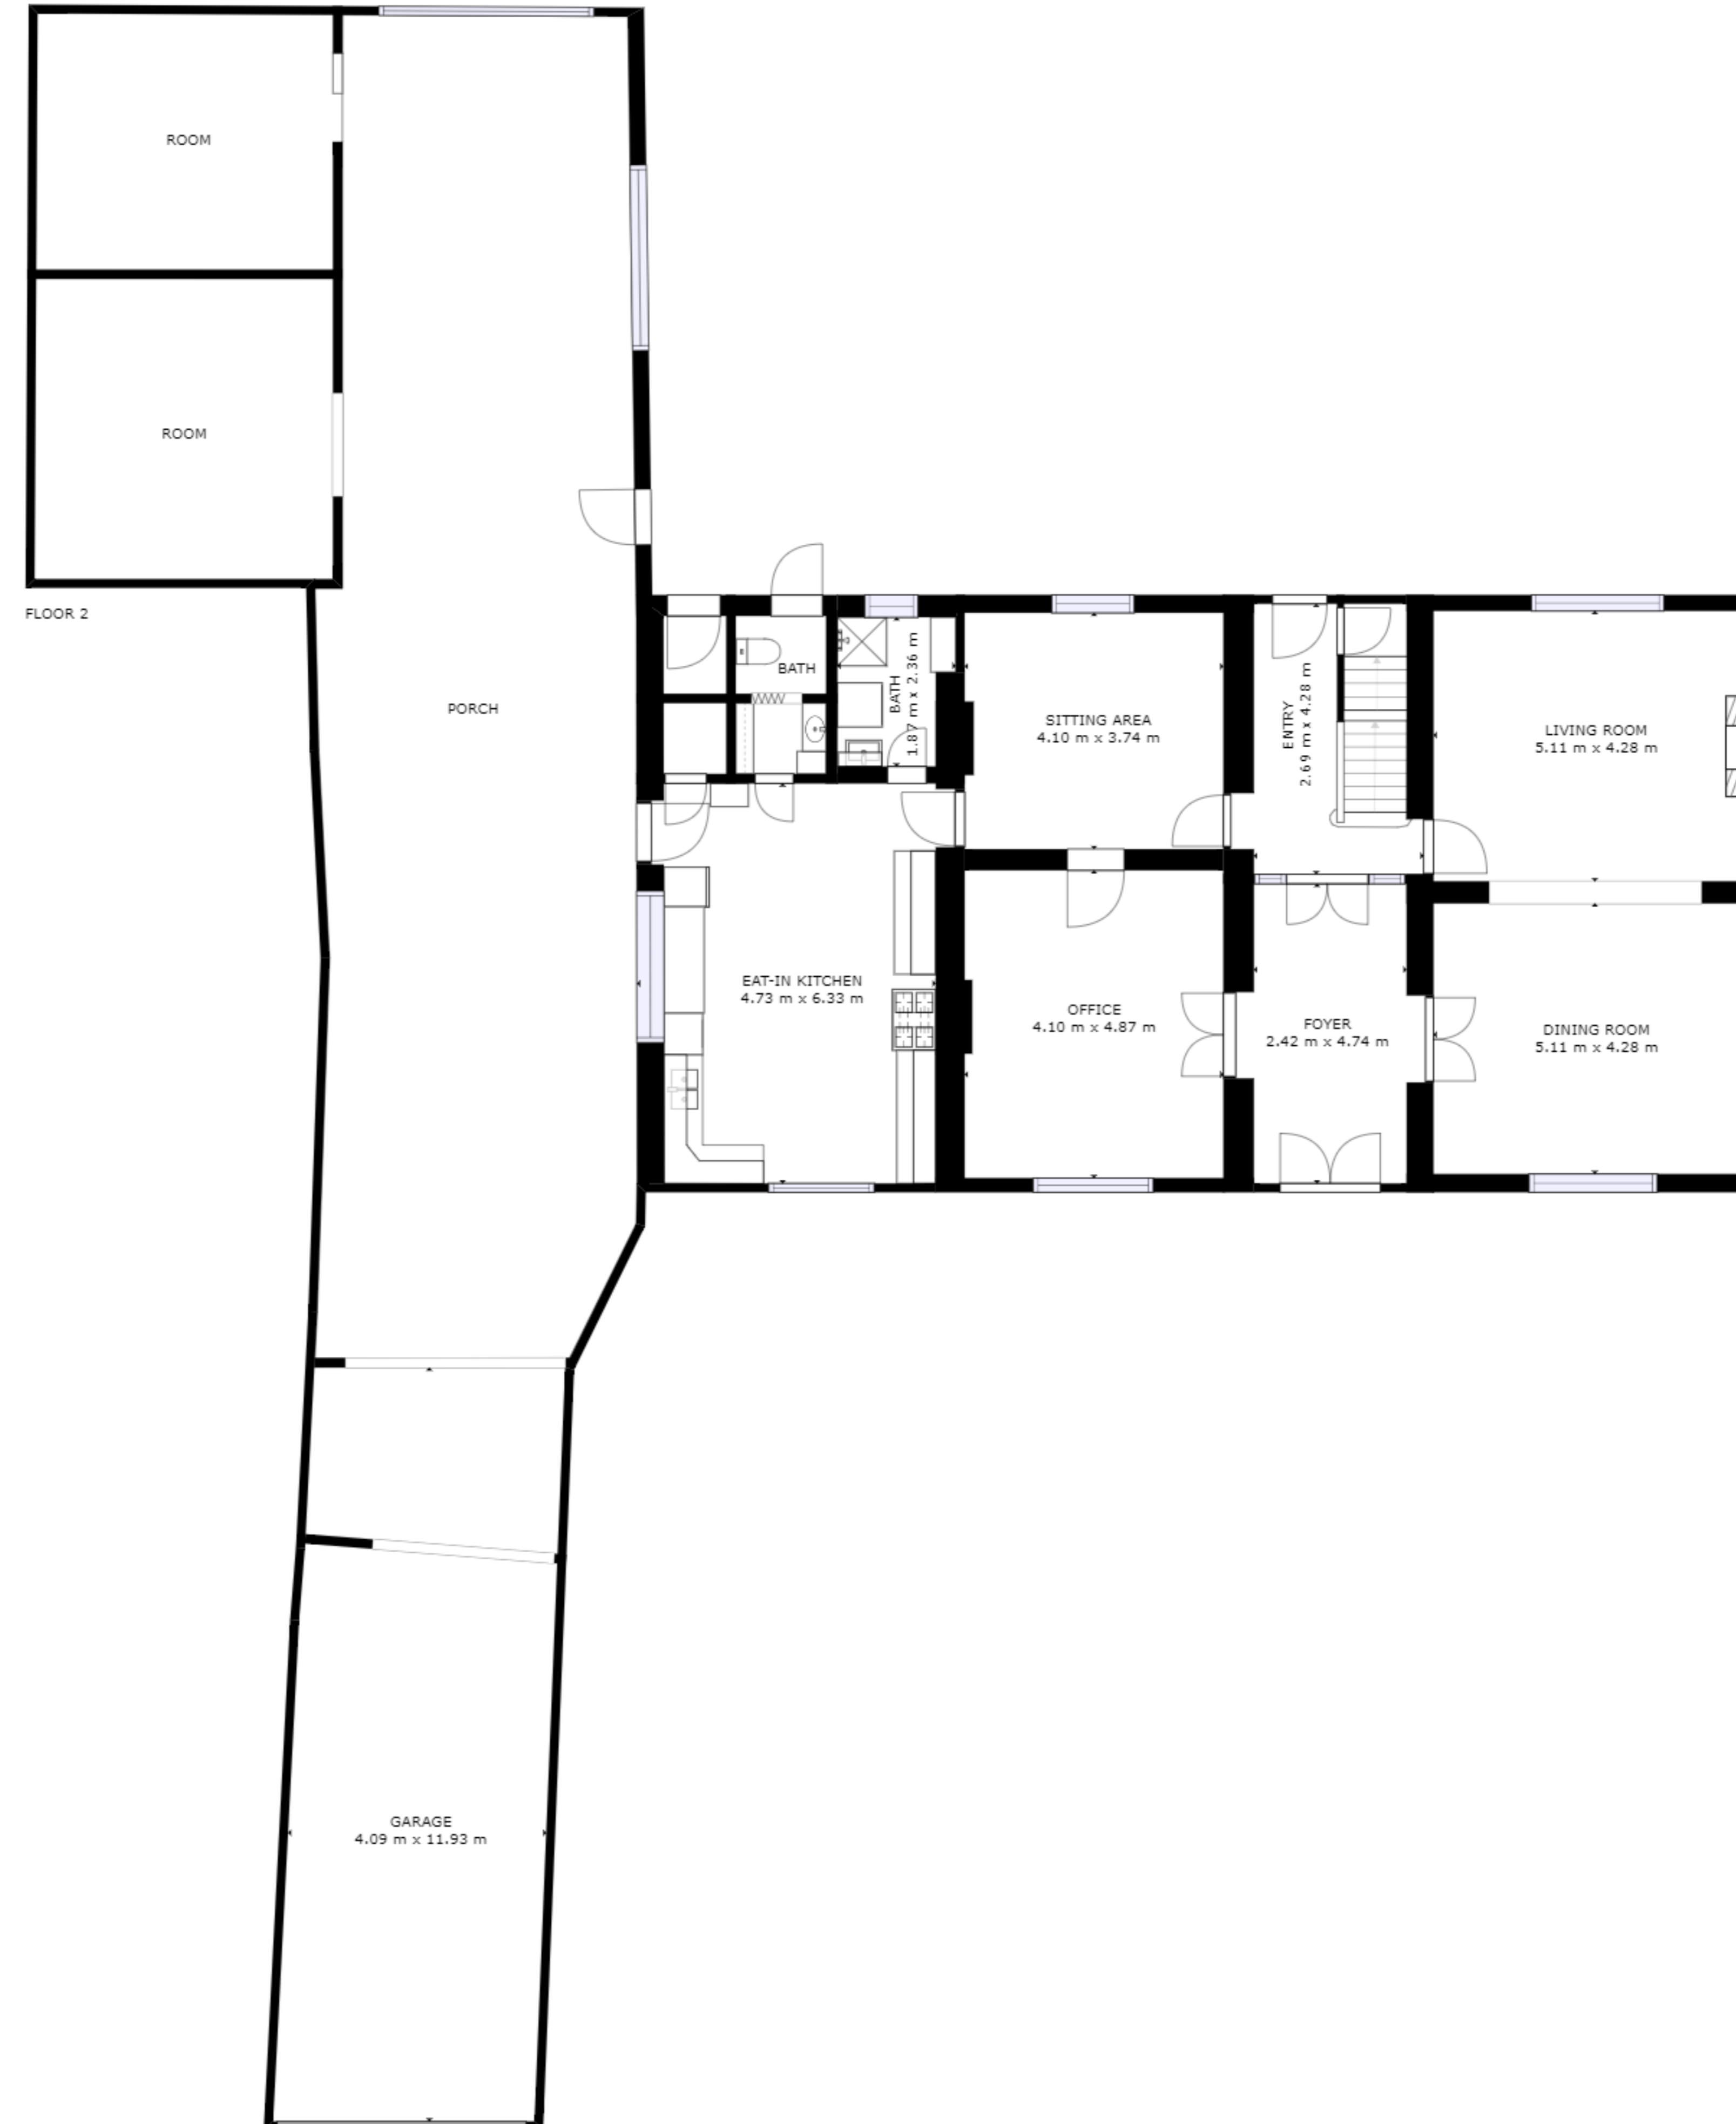 ROOM
ROOM
FLOOR 2
PORCH
BATH
BATH
1.87 m x 2.36 m
SITTING AREA
4.10 m x 3.74 m
ENTRY
2.69 m x 4.28 m
LIVING ROOM
5.11 m x 4.28 m
EAT-IN KITCHEN
4.73 m x 6.33 m
OFFICE
4.10 m x 4.87 m
FOYER
2.42 m x 4.74 m
DINING ROOM
5.11 m x 4.28 m
GARAGE
4.09 m x 11.93 m